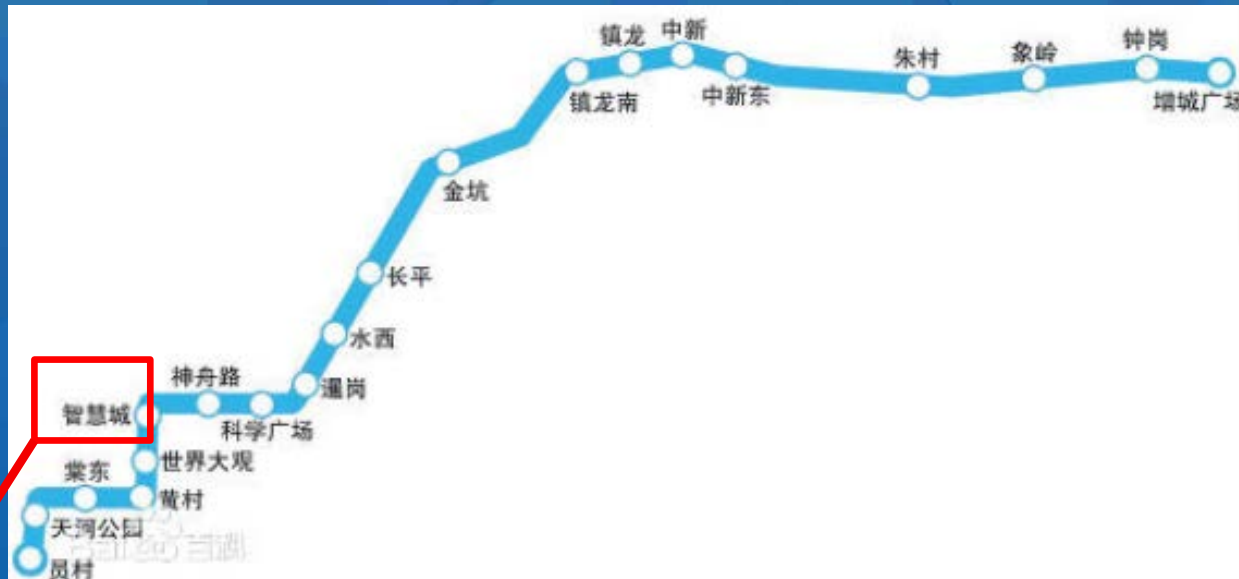 镇龙
中新
朱村
象岭
钟岗
镇龙南
中新东
增城广场
金坑
长平
水西
暹岗
神舟路
智慧城
科学广场
世界大观
棠东
黄村
天河公园
员村